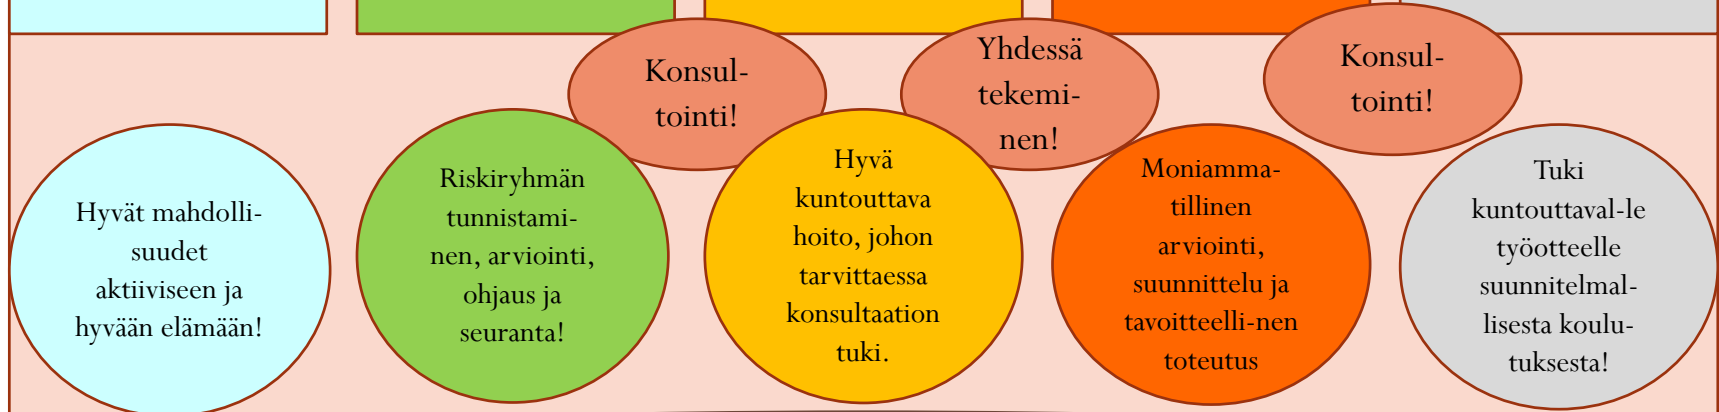 Konsul-
tointi!
Yhdessä
tekemi-
nen!
Konsul-
tointi!
Hyvät mahdolli-
suudet
aktiiviseen ja
hyvään elämään!
Riskiryhmän
tunnistami-
nen, arviointi,
ohjaus ja
seuranta!
Hyvä
kuntouttava
hoito, johon
tarvittaessa
konsultaation
tuki.
Moniamma-
tillinen
arviointi,
suunnittelu ja
tavoitteelli-nen
toteutus
Tuki
kuntouttaval-le
työotteelle
suunnitelmal-
lisesta koulu-
tuksesta!